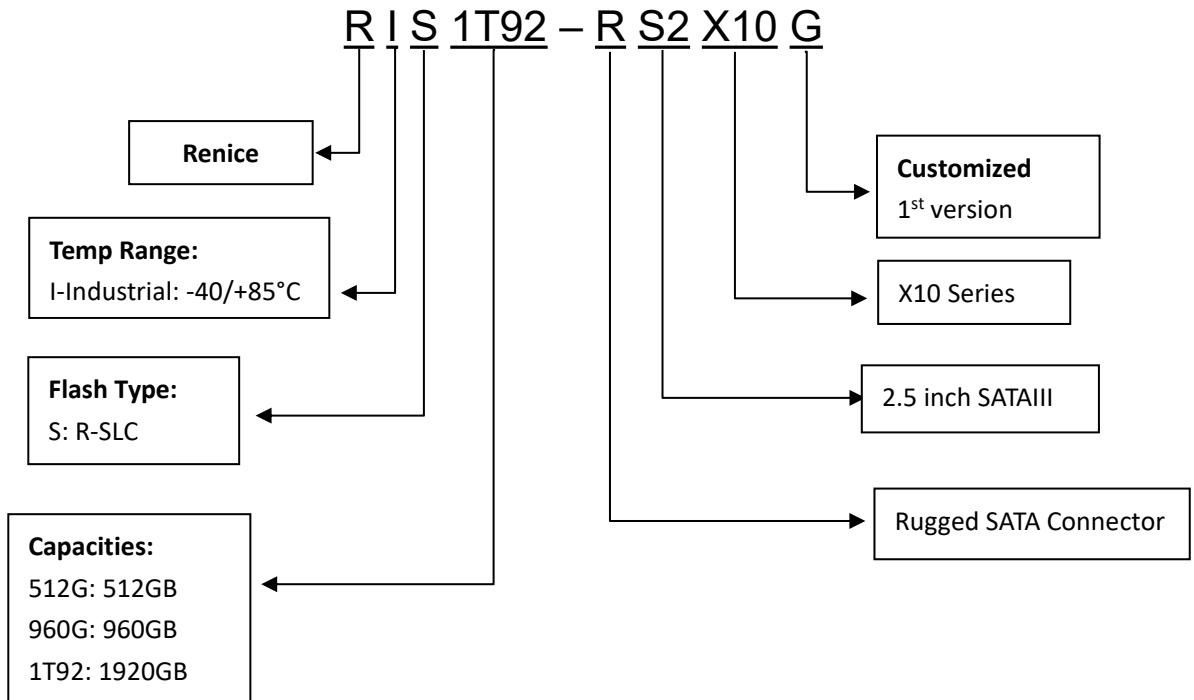 R I S 1T92 – R S2 X10 G
Renice
Temp Range:
I-Industrial: -40/+85°C
Flash Type:
S: R-SLC
Capacities:
512G: 512GB
960G: 960GB
1T92: 1920GB
Customized
1st version
X10 Series
2.5 inch SATAIII
Rugged SATA Connector